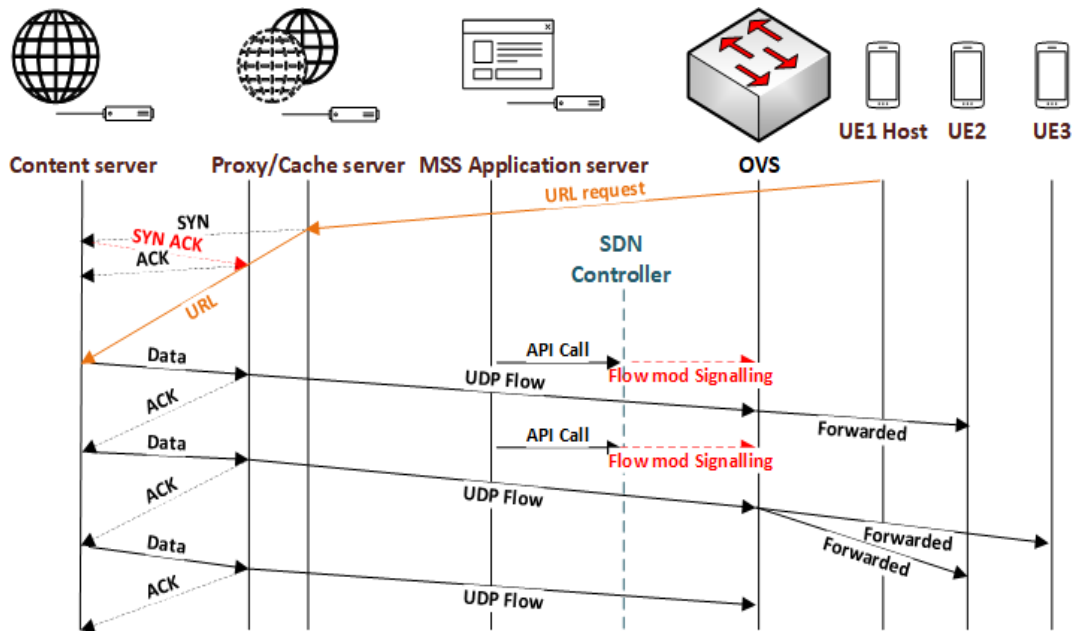 UE1 Host
UE2
UE3
Content server
Proxy/Cache server
MSS Application server
OVS
URL request
SYN
SYN ACK
ACK
SDN
Controller
URL
Data
API Call
Flow mod Signalling
UDP Flow
ACK
Forwarded
Data
API Call
Flow mod Signalling
ACK
UDP Flow
Forwarded
Forwarded
Data
ACK
UDP Flow